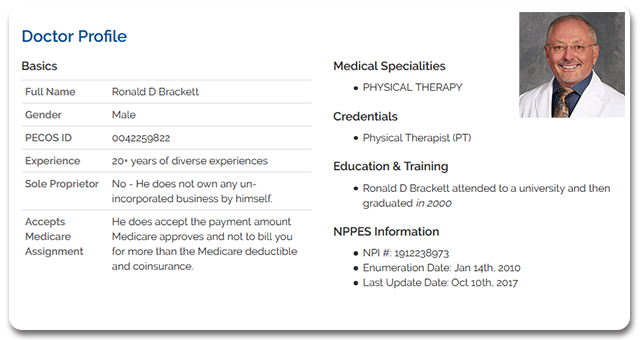 Doctor Profile
Basics
Full Name Ronald D Brackett
Gender Male
PECOS ID 0042259822
Experience 20+ years of diverse experiences
Sole Proprietor No - He does not own any un-
incorporated business by himself.
Accepts He does accept the payment amount
Medicare Medicare approves and not to bill you
Assignment for more than the Medicare deductible
and coinsurance.
Medical Specialities
• PHYSICAL THERAPY
Credentials
• Physical Therapist (PT)
Education & Training
• Ronald D Brackett attended to a university and then
graduated in 2000
NPPES Information
• NPI #: 1912238973
• Enumeration Date: Jan 14th, 2010
• Last Update Date: Oct 10th, 2017